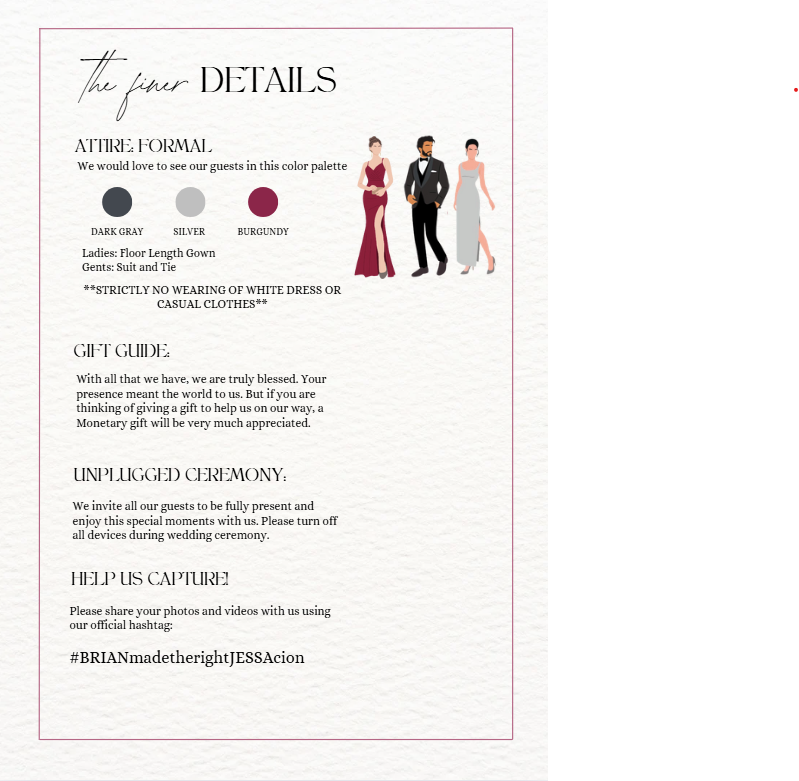 the finer DETAILS
ATTIRE: FORMAL
We would love to see our guests in this color palette
DARK GRAY SILVER BURGUNDY
Ladies: Floor Length Gown
Gents: Suit and Tie
**STRICTLY NO WEARING OF WHITE DRESS OR
CASUAL CLOTHES**
GIFT GUIDE:
With all that we have, we are truly blessed. Your
presence meant the world to us. But if you are
thinking of giving a gift to help us on our way, a
Monetary gift will be very much appreciated.
UNPLUGGED CEREMONY:
We invite all our guests to be fully present and
enjoy this special moments with us. Please turn off
all devices during wedding ceremony.
HELP US CAPTURE!
Please share your photos and videos with us using
our official hashtag:
#BRIANmadetherightJESSAcion